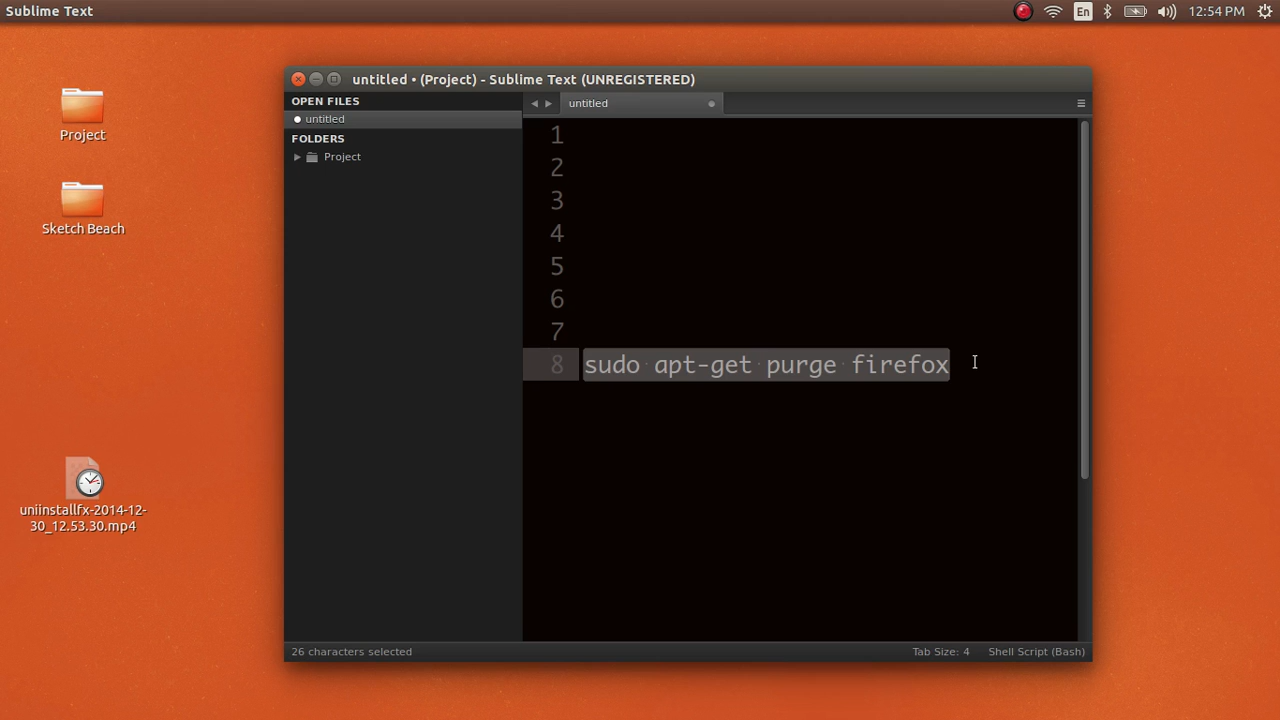 Sublime Text
En
12:54 PM
Project
Sketch Beach
uniinstallfx-2014-12-
30_12.53.30.mp4
untitled • (Project) - Sublime Text (UNREGISTERED)
OPEN FILES
untitled
FOLDERS
Project
untitled
1
2
3
4
5
6
7
8 sudo apt-get purge firefox
26 characters selected
Tab Size: 4
Shell Script (Bash)